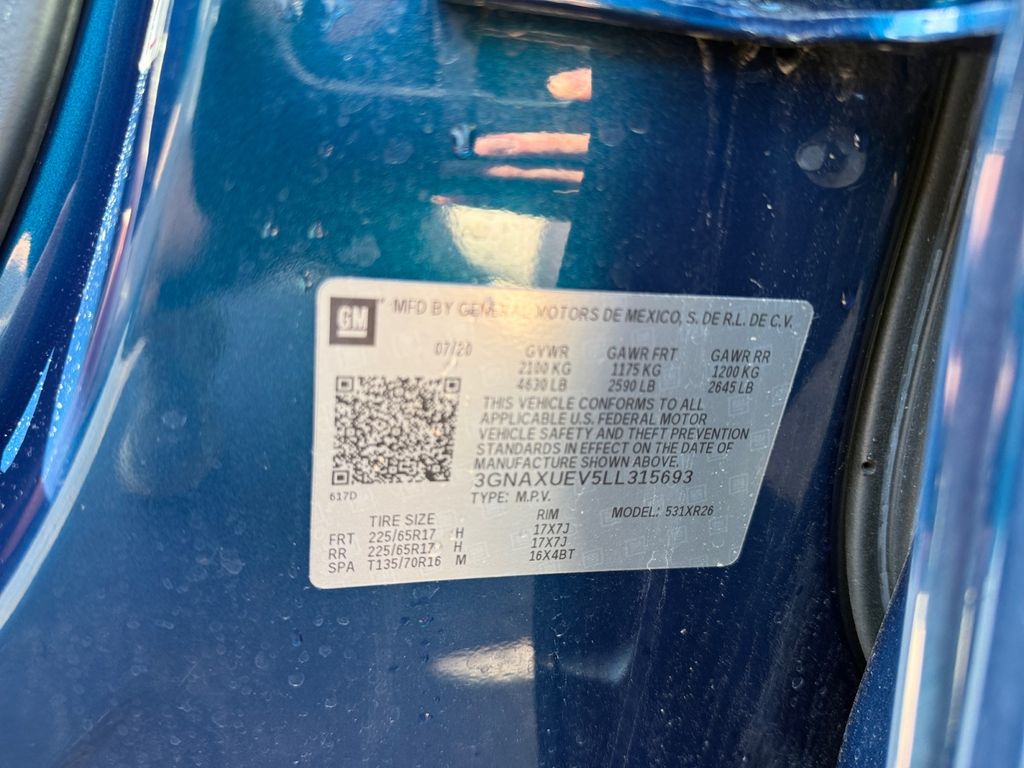 GM
MFD BY GENERAL MOTORS DE MEXICO, S. DE R.L. DE C.V.
07/20 GVWR GAWR FRT GAWR RR
2100 KG 1175 KG 1200 KG
4630 LB 2590 LB 2645 LB
THIS VEHICLE CONFORMS TO ALL
APPLICABLE U.S. FEDERAL MOTOR
VEHICLE SAFETY AND THEFT PREVENTION
STANDARDS IN EFFECT ON THE DATE OF
MANUFACTURE SHOWN ABOVE.
3GNAXUEV5LL315693
617D TYPE: M.P.V. MODEL: 531XR26
TIRE SIZE RIM
FRT 225/65R17 H 17X7J
RR 225/65R17 H 17X7J
SPA T135/70R16 M 16X4BT